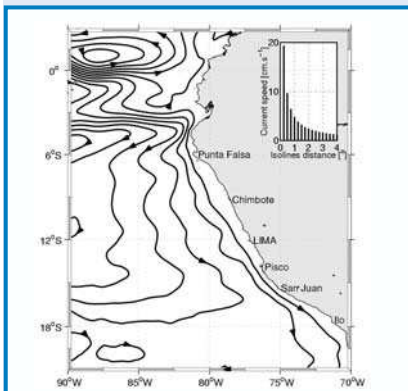 20
10
0
Current speed [cm.s⁻¹]
0 1 2 3 4
Isolines distance [°]
0°
6°S
12°S
18°S
Punta Falsa
Chimbote
LIMA
Pisco
San Juan
Ilo
90°W 85°W 80°W 75°W 70°W